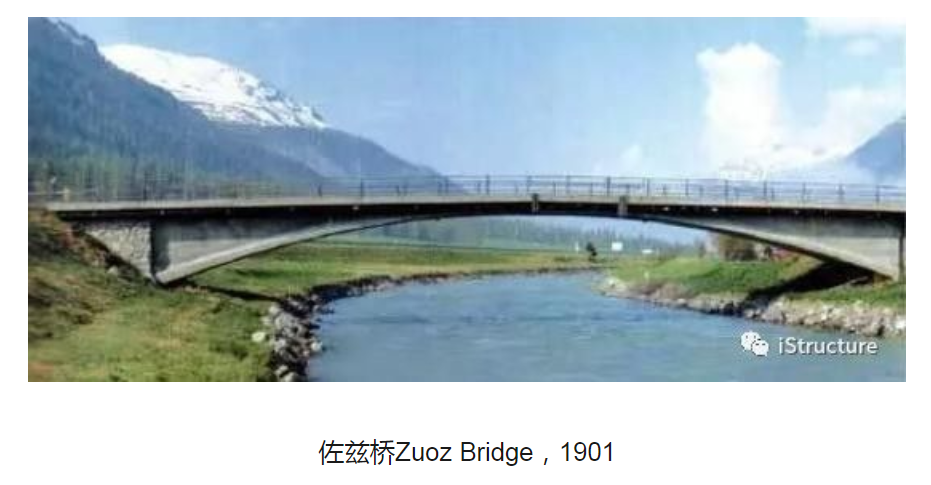 iStructure
佐兹桥Zuoz Bridge，1901